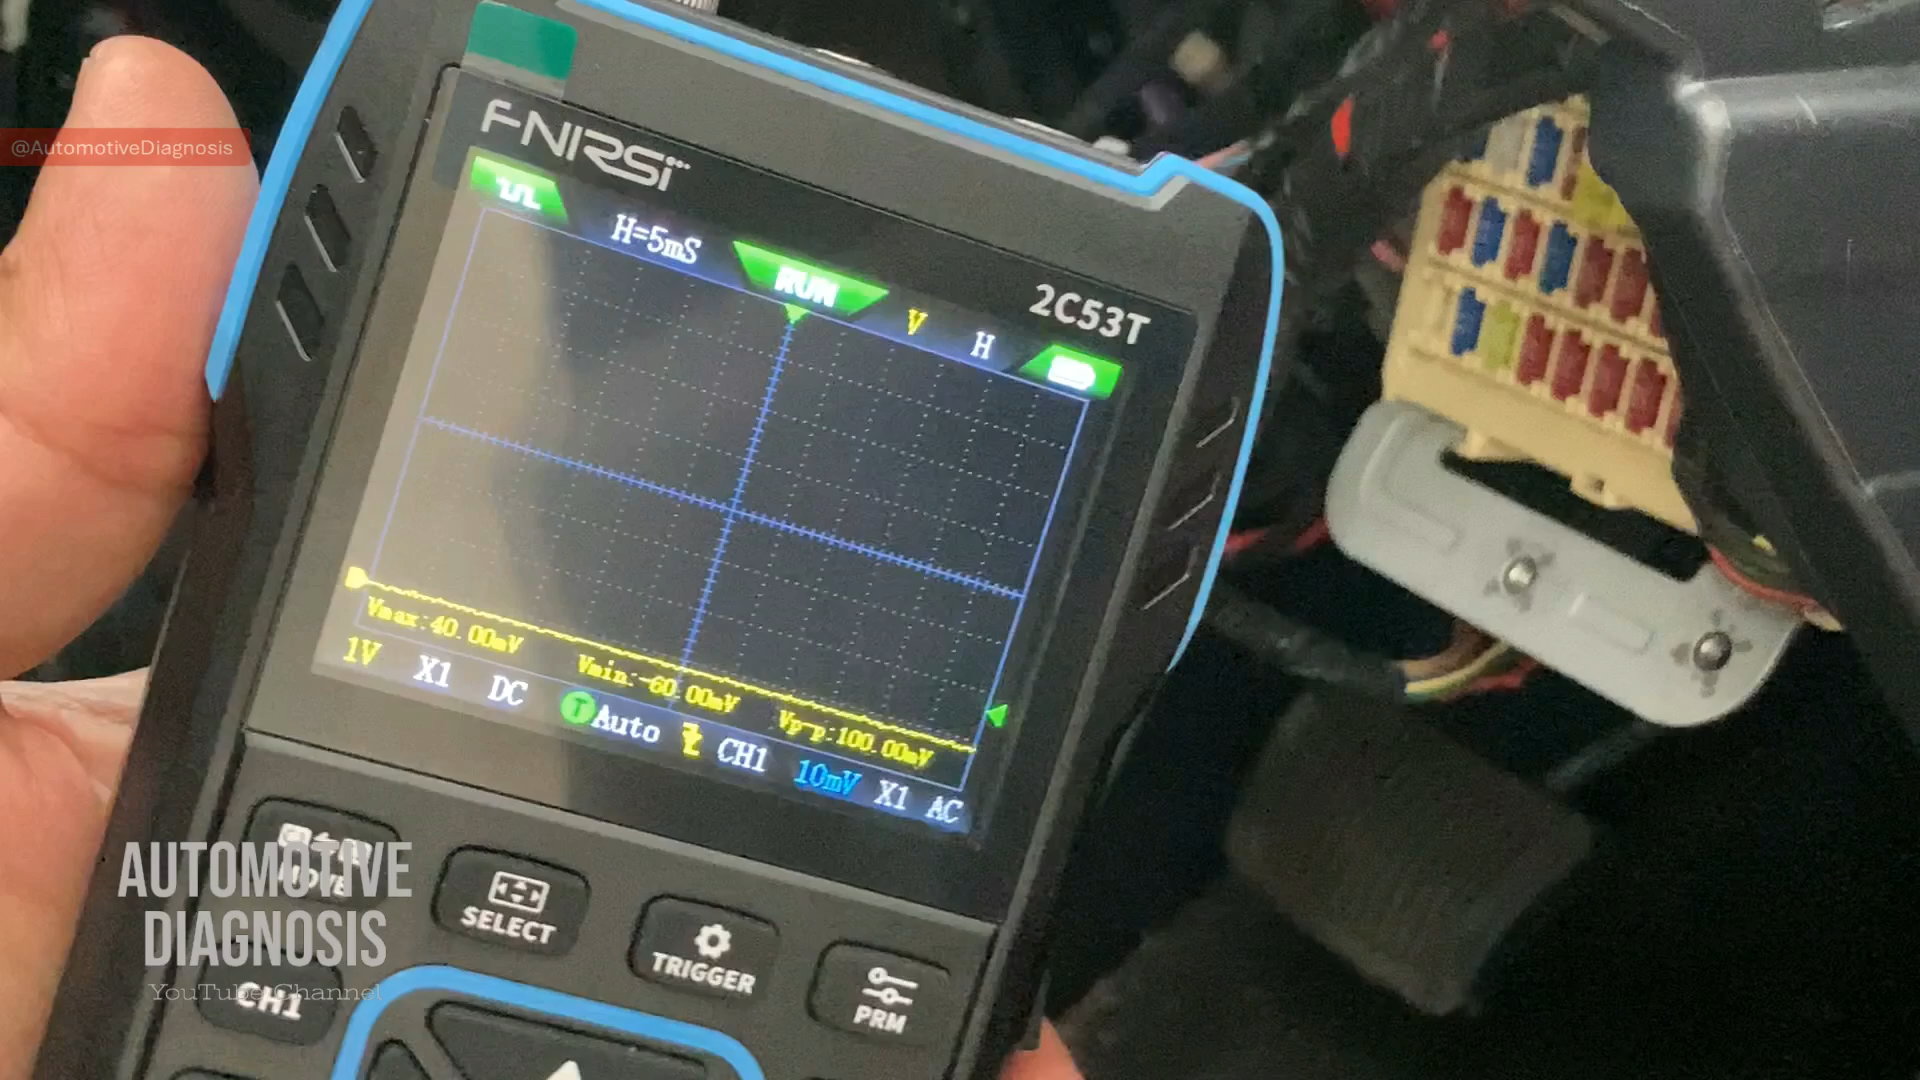 @AutomotiveDiagnosis
FNIRSI
2C53T
H=5mS
RUN
V
H
Vmax:40.00mV
Vmin:-60.00mV
Vp-p:100.00mV
1V
X1
DC
T
Auto
CH1
10mV
X1
AC
MOVE
SELECT
TRIGGER
PRM
CH1
AUTOMOTIVE
DIAGNOSIS
YouTube Channel